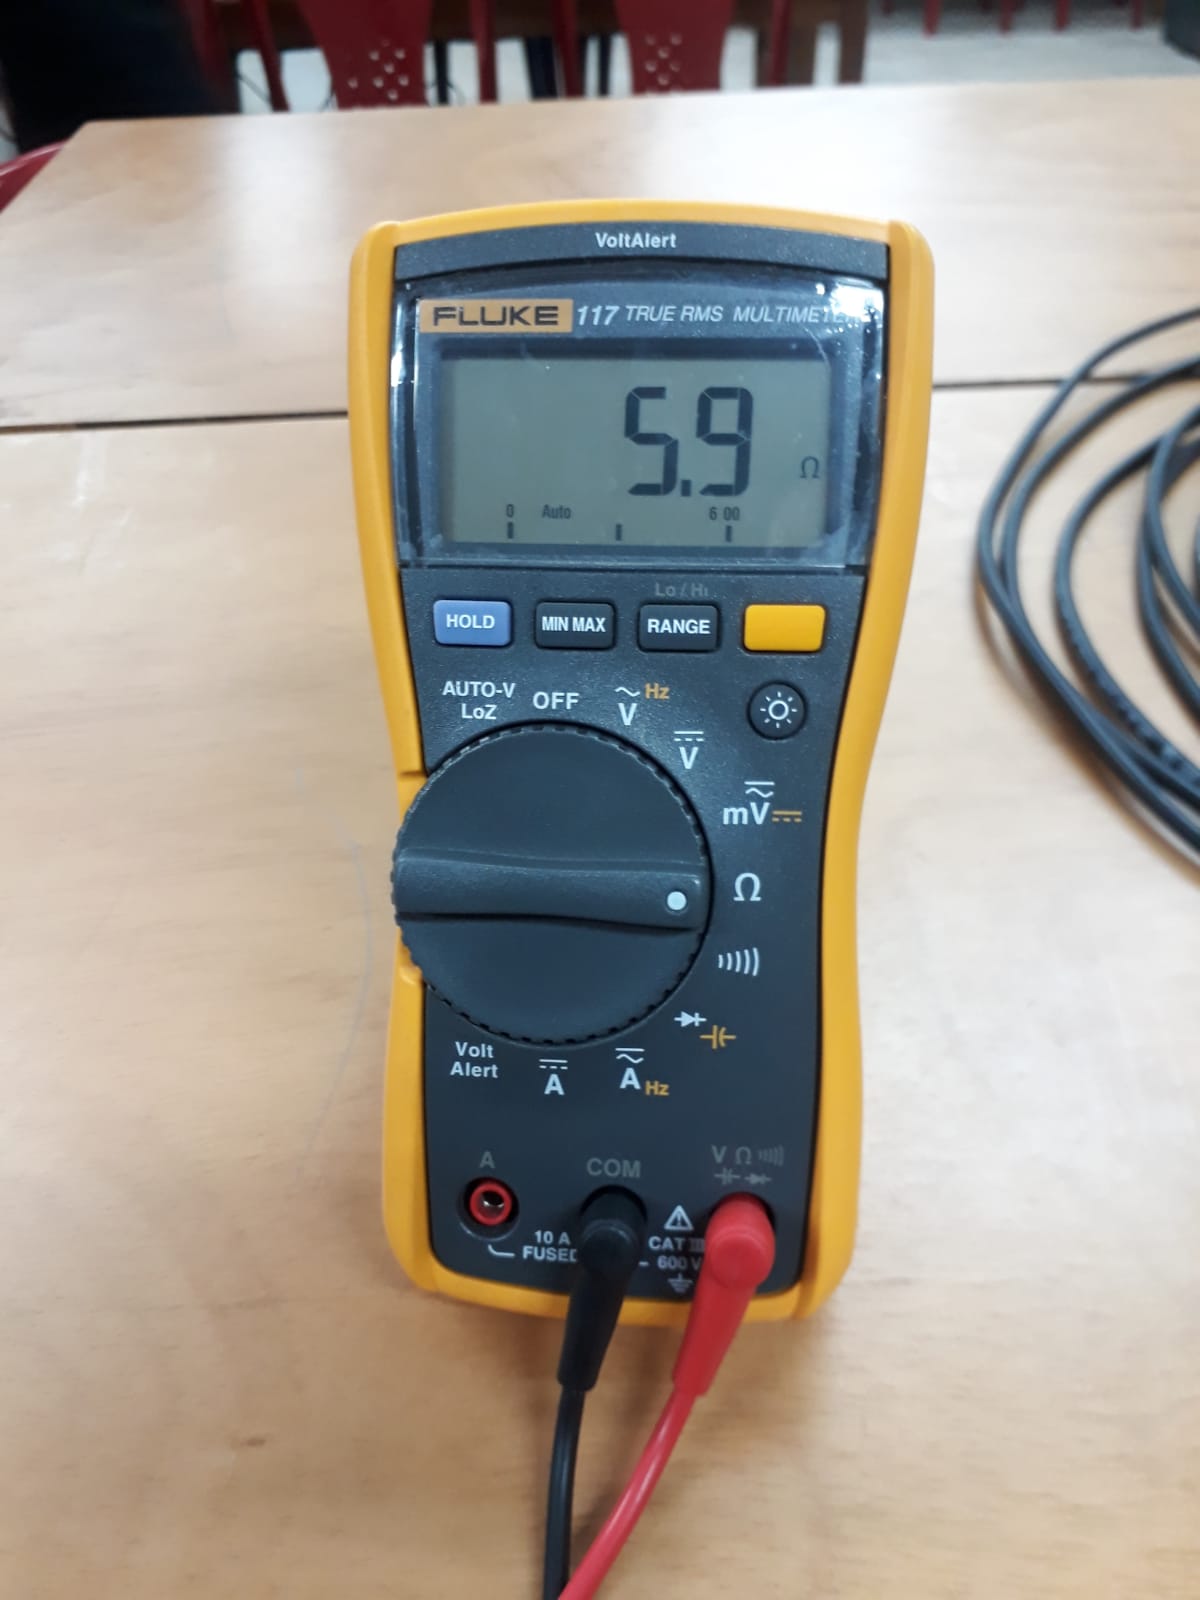 VoltAlert
FLUKE 117 TRUE RMS MULTIMETER
5.9 Ω
0 Auto 6 00
Lo / Hi
HOLD MIN MAX RANGE
AUTO-V
LoZ
OFF
V Hz
V
mV
Ω
Volt
Alert
A
A Hz
A COM V Ω
10 A
FUSED
CAT III
600 V